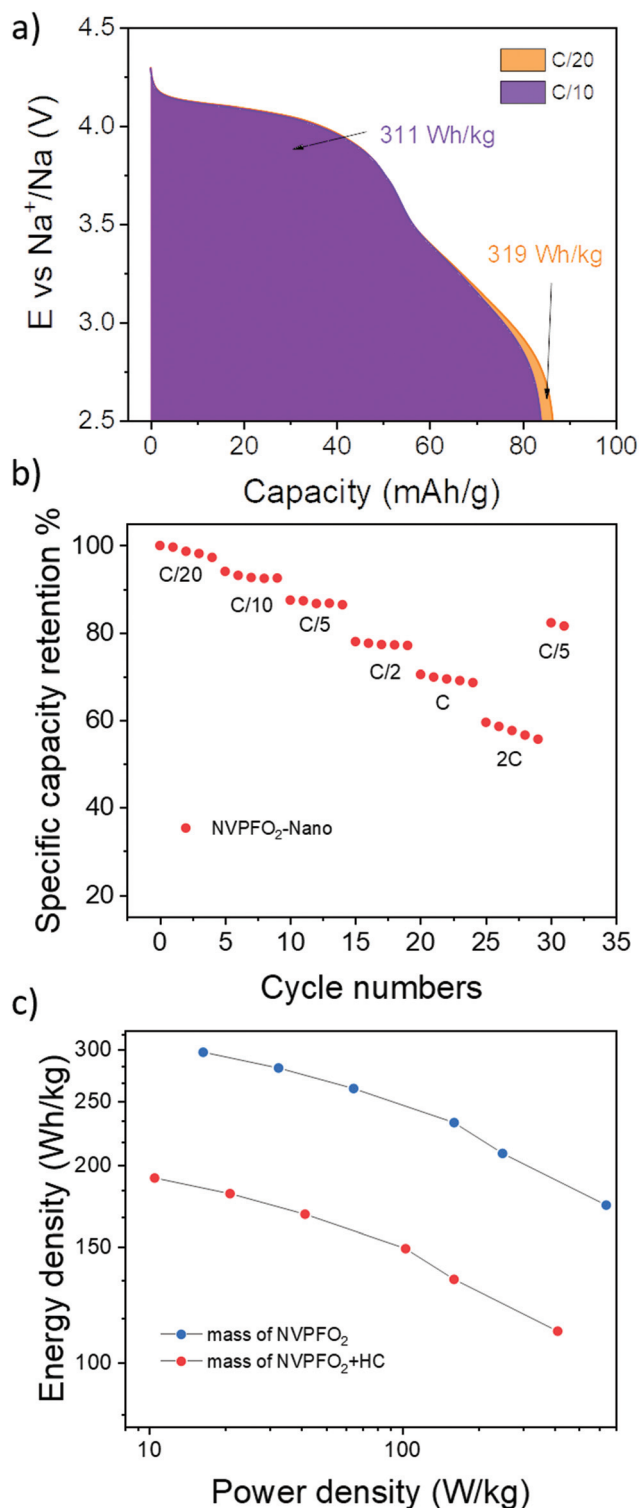 a)
4.5
4.0
3.5
3.0
2.5
E vs Na⁺/Na (V)
C/20
C/10
311 Wh/kg
319 Wh/kg
0 20 40 60 80 100
Capacity (mAh/g)
b)
100
80
60
40
20
Specific capacity retention %
C/20
C/10
C/5
C/2
C
2C
C/5
NVPFO₂-Nano
0 5 10 15 20 25 30 35
Cycle numbers
c)
300
250
200
150
100
Energy density (Wh/kg)
mass of NVPFO₂
mass of NVPFO₂+HC
10 100
Power density (W/kg)